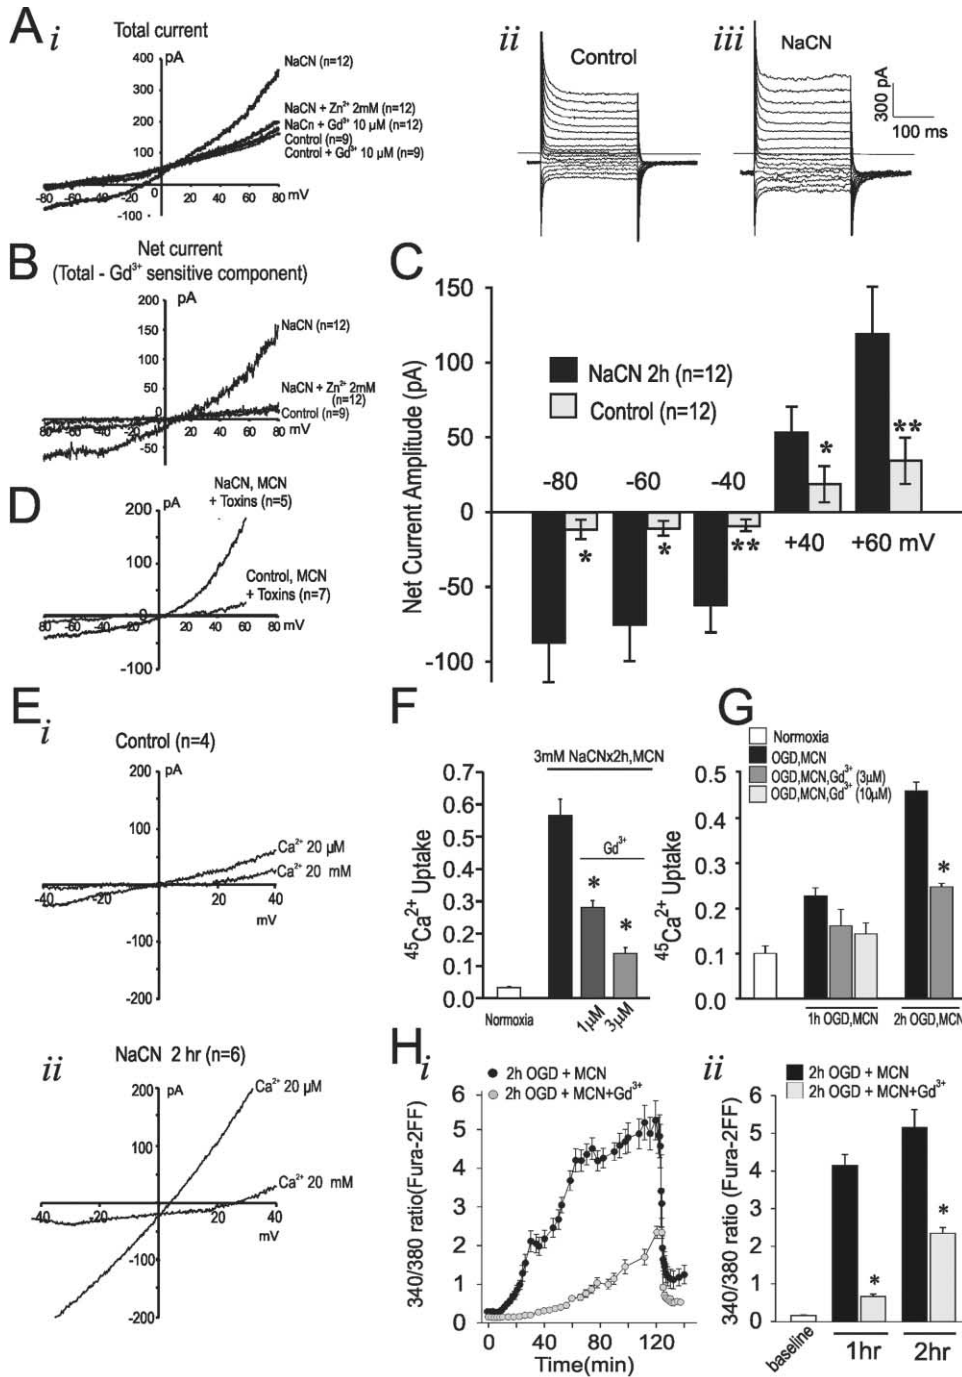 A i
Total current
pA
400
300
200
100
0
-100
-80 -60 -40 -20 20 40 60 80 mV
NaCN (n=12)
NaCN + Zn²⁺ 2mM (n=12)
NaCn + Gd³⁺ 10 µM (n=12)
Control (n=9)
Control + Gd³⁺ 10 µM (n=9)
ii
Control
iii
NaCN
300 pA
100 ms
B
Net current
(Total - Gd³⁺ sensitive component)
pA
200
150
100
50
0
-50
-80 -60 -40 -20 20 40 60 80
mV
NaCN (n=12)
NaCN + Zn²⁺ 2mM
(n=12)
Control (n=9)
C
Net Current Amplitude (pA)
150
100
50
0
-50
-100
NaCN 2h (n=12)
Control (n=12)
-80 -60 -40
+40 +60 mV
* * ** * **
D
pA
200
100
0
-100
-80 -60 -40 -20 20 40 60 80
mV
NaCN, MCN
+ Toxins (n=5)
Control, MCN
+ Toxins (n=7)
E i
Control (n=4)
pA
200
100
-100
-200
-40 -20 0 20 40
mV
Ca²⁺ 20 µM
Ca²⁺ 20 mM
ii
NaCN 2 hr (n=6)
pA
200
100
-100
-200
-40 -20 0 20 40
mV
Ca²⁺ 20 µM
Ca²⁺ 20 mM
F
3mM NaCNx2h,MCN
Gd³⁺
* *
⁴⁵Ca²⁺ Uptake
0.7
0.6
0.5
0.4
0.3
0.2
0.1
0.0
Normoxia
1µM
3µM
G
Normoxia
OGD,MCN
OGD,MCN,Gd³⁺ (3µM)
OGD,MCN,Gd³⁺ (10µM)
⁴⁵Ca²⁺ Uptake
0.5
0.4
0.3
0.2
0.1
0.0
*
1h OGD,MCN 2h OGD,MCN
H i
2h OGD + MCN
2h OGD + MCN+Gd³⁺
340/380 ratio(Fura-2FF)
6
5
4
3
2
1
0
0 40 80 120
Time(min)
ii
2h OGD + MCN
2h OGD + MCN+Gd³⁺
340/380 ratio (Fura-2FF)
6
5
4
3
2
1
0
* *
baseline
1hr 2hr